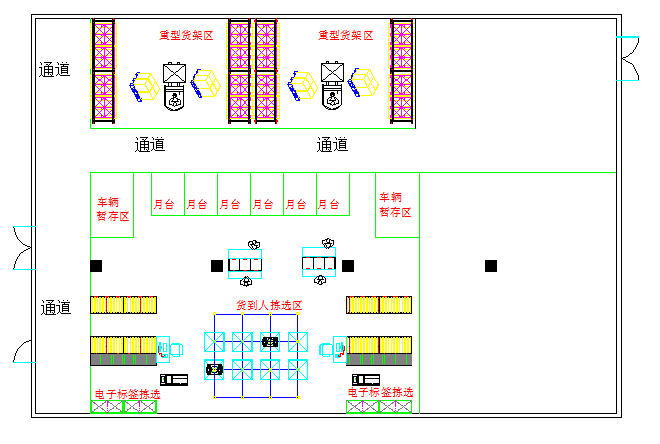 重型货架区
重型货架区
通道
通道
通道
车辆
暂存区
月台
月台
月台
月台
月台
月台
车辆
暂存区
通道
货到人拣选区
电子标签拣选
电子标签拣选